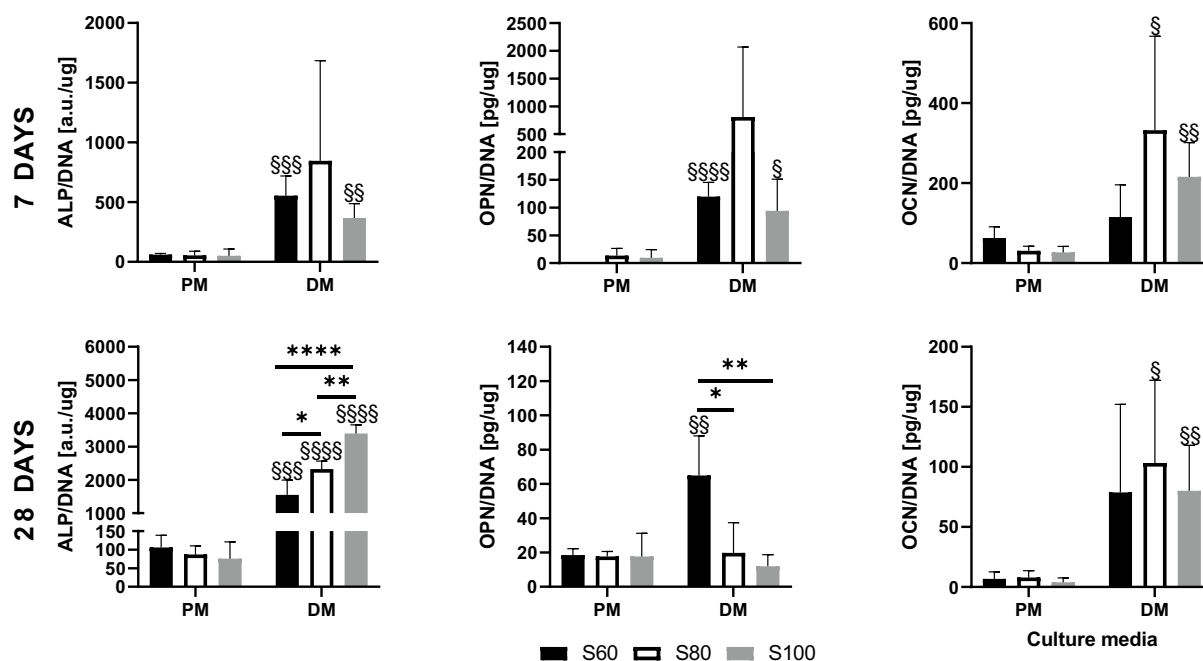 7 DAYS
ALP/DNA [a.u./ug]
2000
1500
1000
500
0
§§§
§§
PM
DM
OPN/DNA [pg/ug]
2500
2000
1500
1000
500
200
150
100
50
0
§§§§
§
PM
DM
OCN/DNA [pg/ug]
600
400
200
0
§
§§
PM
DM
28 DAYS
ALP/DNA [a.u./ug]
6000
5000
4000
3000
2000
1000
150
100
50
0
****
**
*
§§§
§§§§
§§§§
PM
DM
OPN/DNA [pg/ug]
140
120
100
80
60
40
20
0
**
*
§§
PM
DM
OCN/DNA [pg/ug]
200
150
100
50
0
§
§§
PM
DM
Culture media
S60
S80
S100